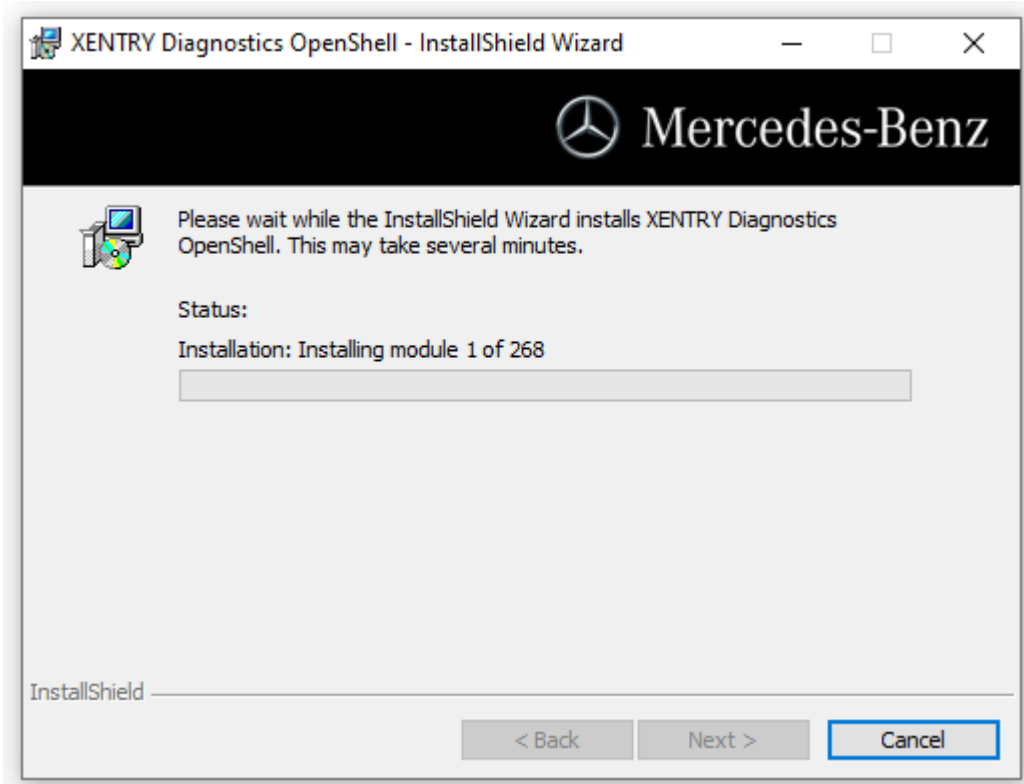 XENTRY Diagnostics OpenShell - InstallShield Wizard
Mercedes-Benz
Please wait while the InstallShield Wizard installs XENTRY Diagnostics
OpenShell. This may take several minutes.
Status:
Installation: Installing module 1 of 268
InstallShield
< Back
Next >
Cancel